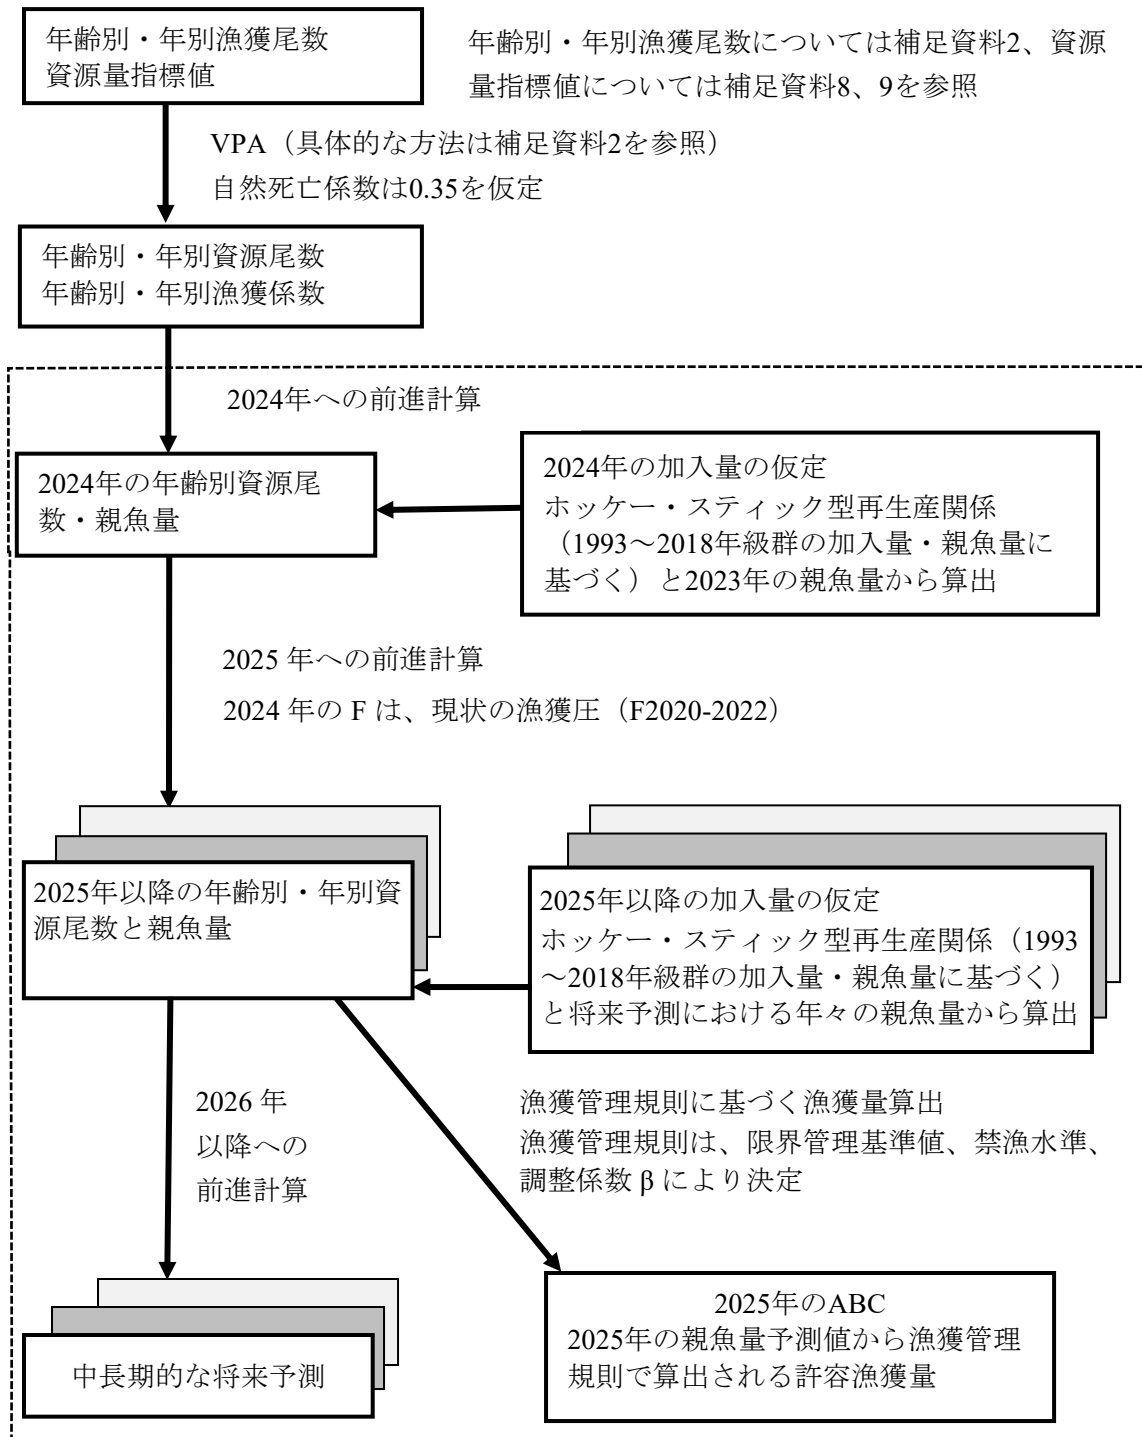 年齢別・年別漁獲尾数
資源量指標値
年齢別・年別漁獲尾数については補足資料2、資源
量指標値については補足資料8、9を参照
VPA（具体的な方法は補足資料2を参照）
自然死亡係数は0.35を仮定
年齢別・年別資源尾数
年齢別・年別漁獲係数
2024年への前進計算
2024年の年齢別資源尾
数・親魚量
2024年の加入量の仮定
ホッケー・スティック型再生産関係
（1993～2018年級群の加入量・親魚量に
基づく）と2023年の親魚量から算出
2025 年への前進計算
2024 年の F は、現状の漁獲圧（F2020-2022）
2025年以降の年齢別・年別資
源尾数と親魚量
2025年以降の加入量の仮定
ホッケー・スティック型再生産関係（1993
～2018年級群の加入量・親魚量に基づく）
と将来予測における年々の親魚量から算出
2026 年
以降への
前進計算
漁獲管理規則に基づく漁獲量算出
漁獲管理規則は、限界管理基準値、禁漁水準、
調整係数 β により決定
中長期的な将来予測
2025年のABC
2025年の親魚量予測値から漁獲管理
規則で算出される許容漁獲量